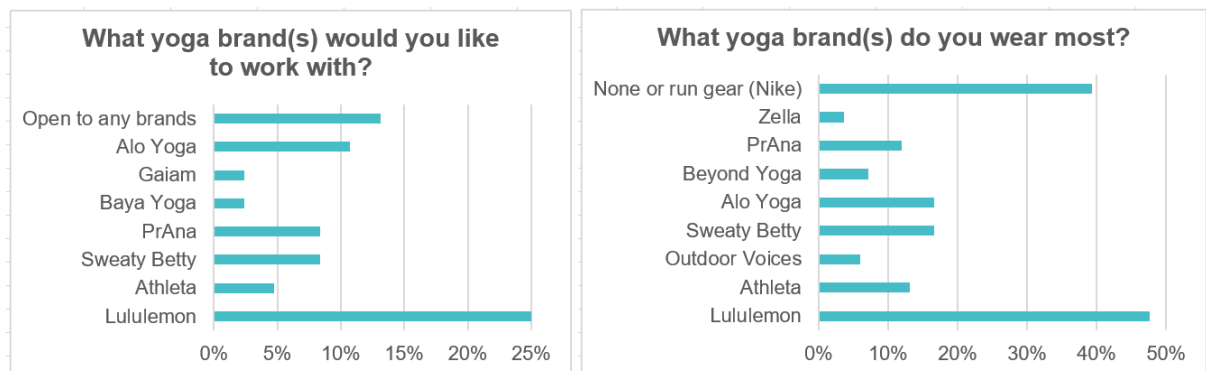 What yoga brand(s) would you like
to work with?
Open to any brands
Alo Yoga
Gaiam
Baya Yoga
PrAna
Sweaty Betty
Athleta
Lululemon
0% 5% 10% 15% 20% 25%
What yoga brand(s) do you wear most?
None or run gear (Nike)
Zella
PrAna
Beyond Yoga
Alo Yoga
Sweaty Betty
Outdoor Voices
Athleta
Lululemon
0% 10% 20% 30% 40% 50%